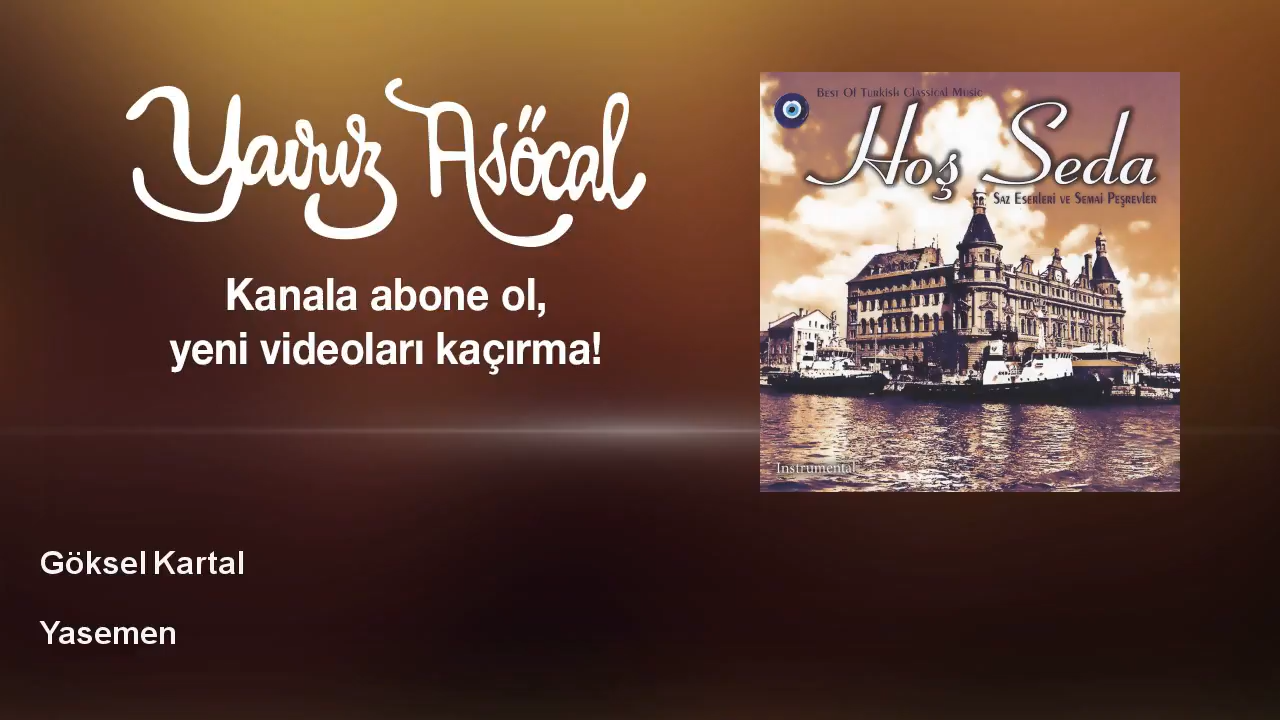 Yavuz Asöcal
Kanala abone ol,
yeni videoları kaçırma!
Best Of Turkish Classical Music
Hoş Seda
Saz Eserleri ve Semai Peşrevler
Instrumental
Göksel Kartal
Yasemen